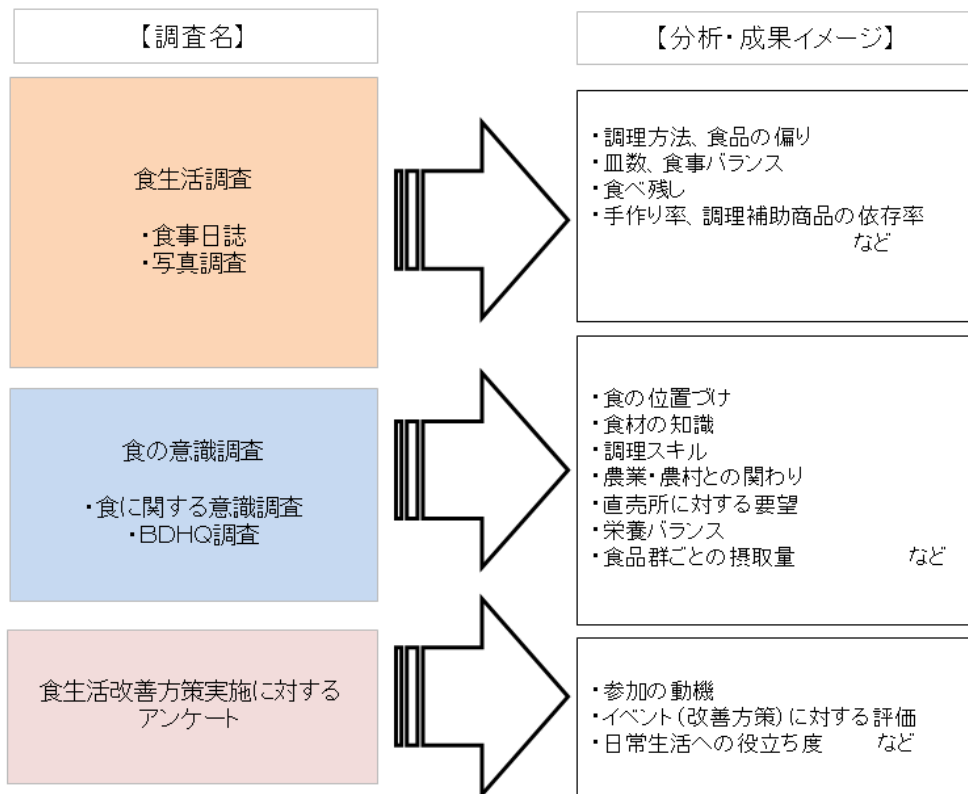 【調査名】
【分析・成果イメージ】
食生活調査
・食事日誌
・写真調査
・調理方法、食品の偏り
・皿数、食事バランス
・食べ残し
・手作り率、調理補助商品の依存率
など
食の意識調査
・食に関する意識調査
・BDHQ調査
・食の位置づけ
・食材の知識
・調理スキル
・農業・農村との関わり
・直売所に対する要望
・栄養バランス
・食品群ごとの摂取量 など
食生活改善方策実施に対する
アンケート
・参加の動機
・イベント(改善方策)に対する評価
・日常生活への役立ち度 など